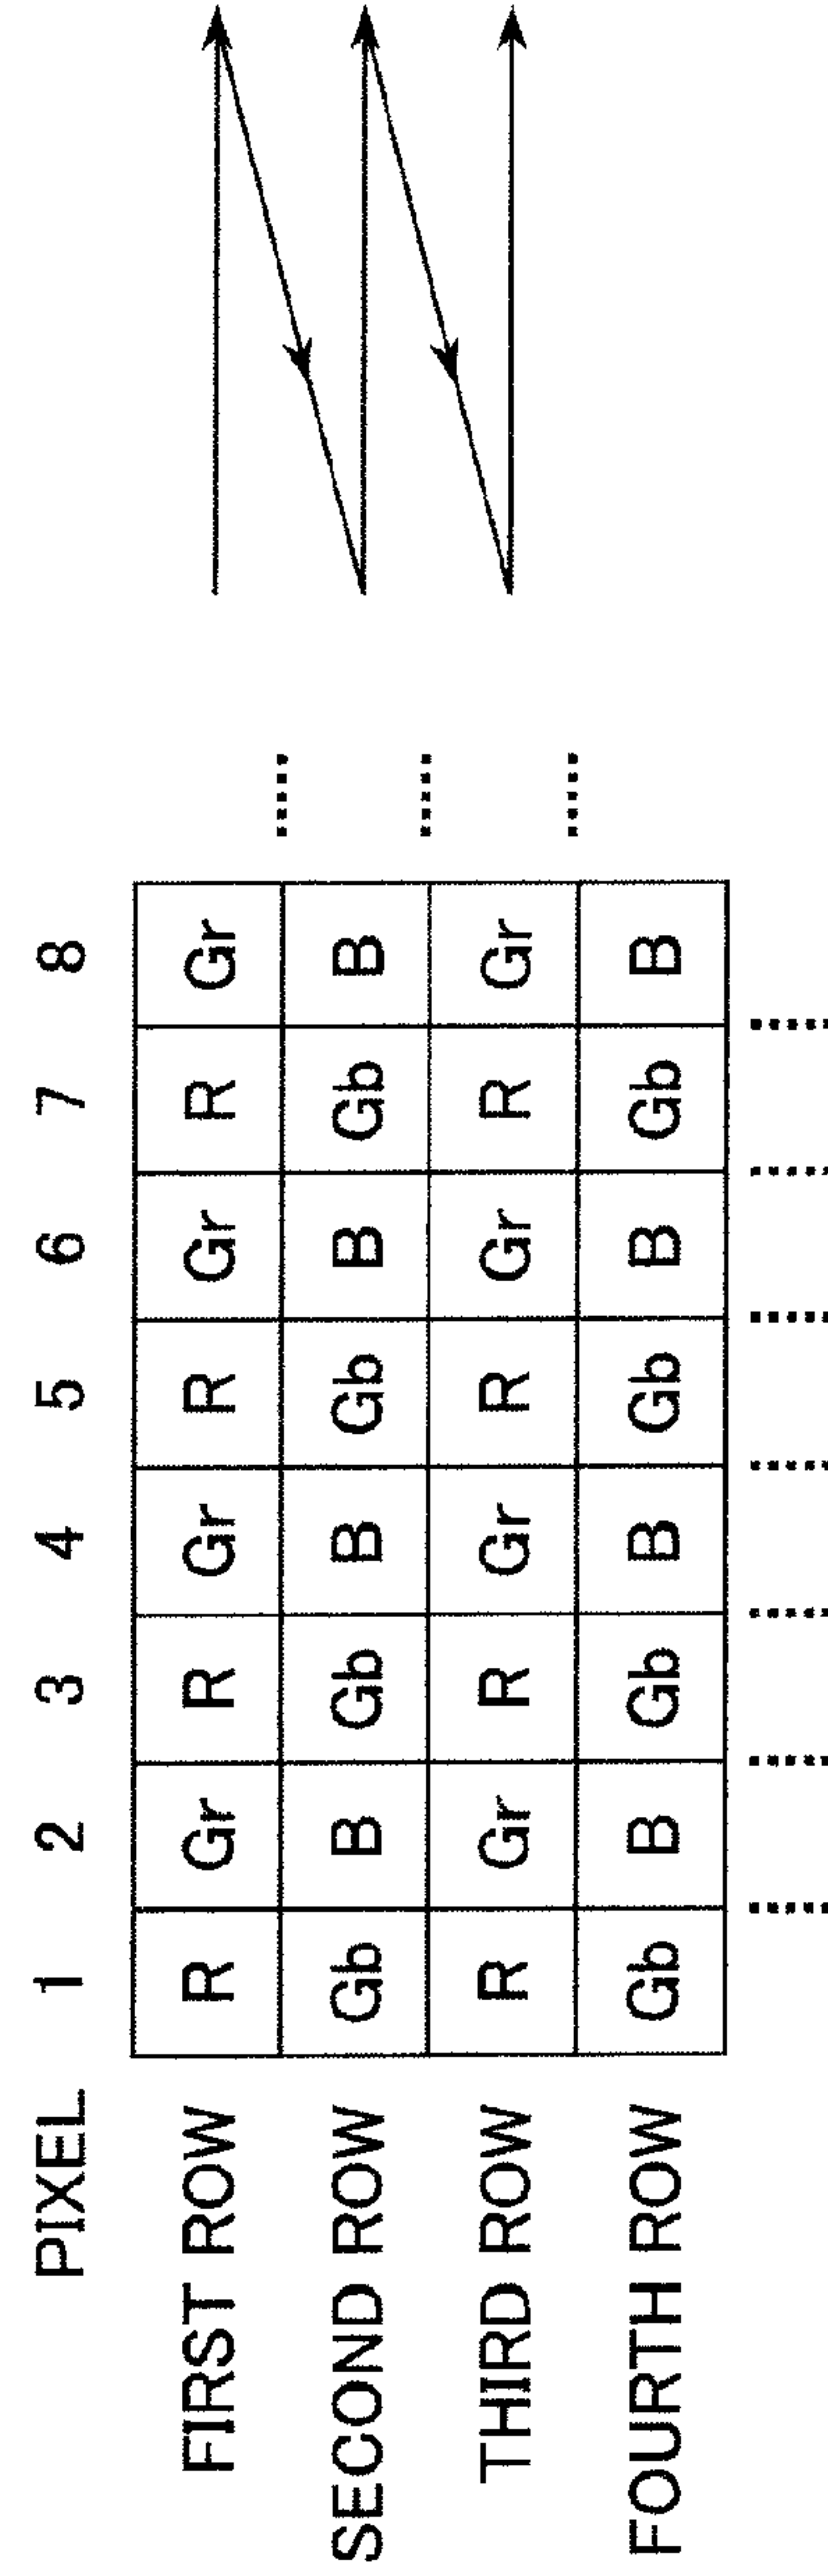 PIXEL 1 2 3 4 5 6 7 8
FIRST ROW R Gr R Gr R Gr R Gr
SECOND ROW Gb B Gb B Gb B Gb B
THIRD ROW R Gr R Gr R Gr R Gr
FOURTH ROW Gb B Gb B Gb B Gb B